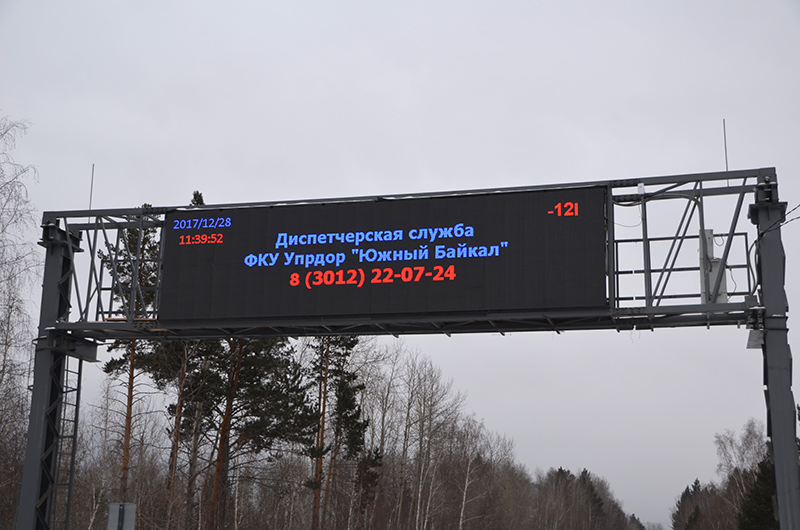 2017/12/28
11:39:52
-12
Диспетчерская служба
ФКУ Упрдор "Южный Байкал"
8 (3012) 22-07-24